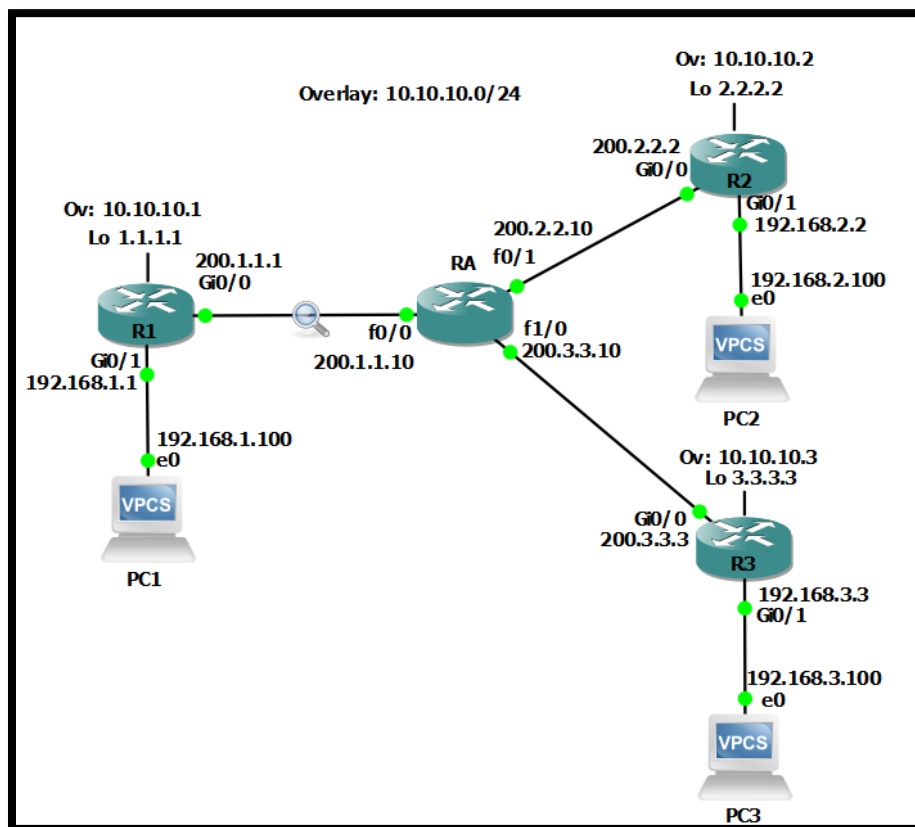 Ov: 10.10.10.2
Overlay: 10.10.10.0/24
Lo 2.2.2.2
200.2.2.2
Gi0/0
R2
Gi0/1
192.168.2.2
Ov: 10.10.10.1
Lo 1.1.1.1
200.2.2.10
f0/1
200.1.1.1
Gi0/0
RA
192.168.2.100
e0
R1
f0/0
f1/0
200.1.1.10
200.3.3.10
VPCS
PC2
Gi0/1
192.168.1.1
192.168.1.100
e0
VPCS
PC1
Ov: 10.10.10.3
Lo 3.3.3.3
Gi0/0
200.3.3.3
R3
192.168.3.3
Gi0/1
192.168.3.100
e0
VPCS
PC3